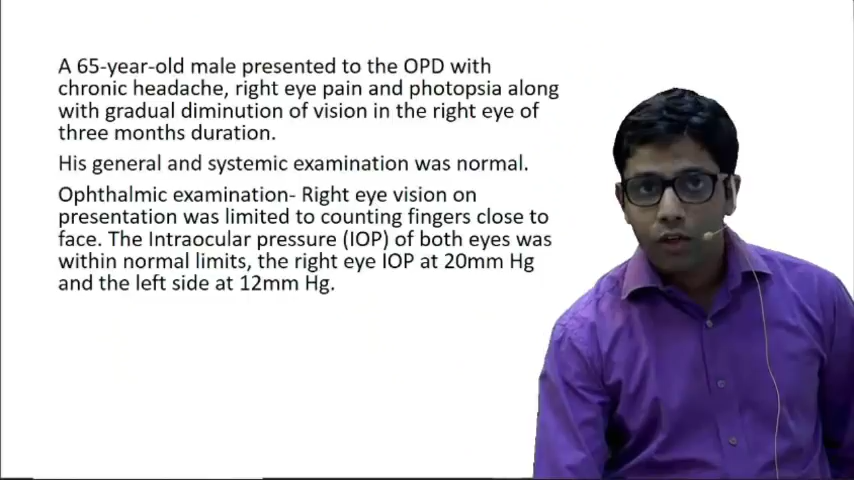 A 65-year-old male presented to the OPD with
chronic headache, right eye pain and photopsia along
with gradual diminution of vision in the right eye of
three months duration.
His general and systemic examination was normal.
Ophthalmic examination- Right eye vision on
presentation was limited to counting fingers close to
face. The Intraocular pressure (IOP) of both eyes was
within normal limits, the right eye IOP at 20mm Hg
and the left side at 12mm Hg.